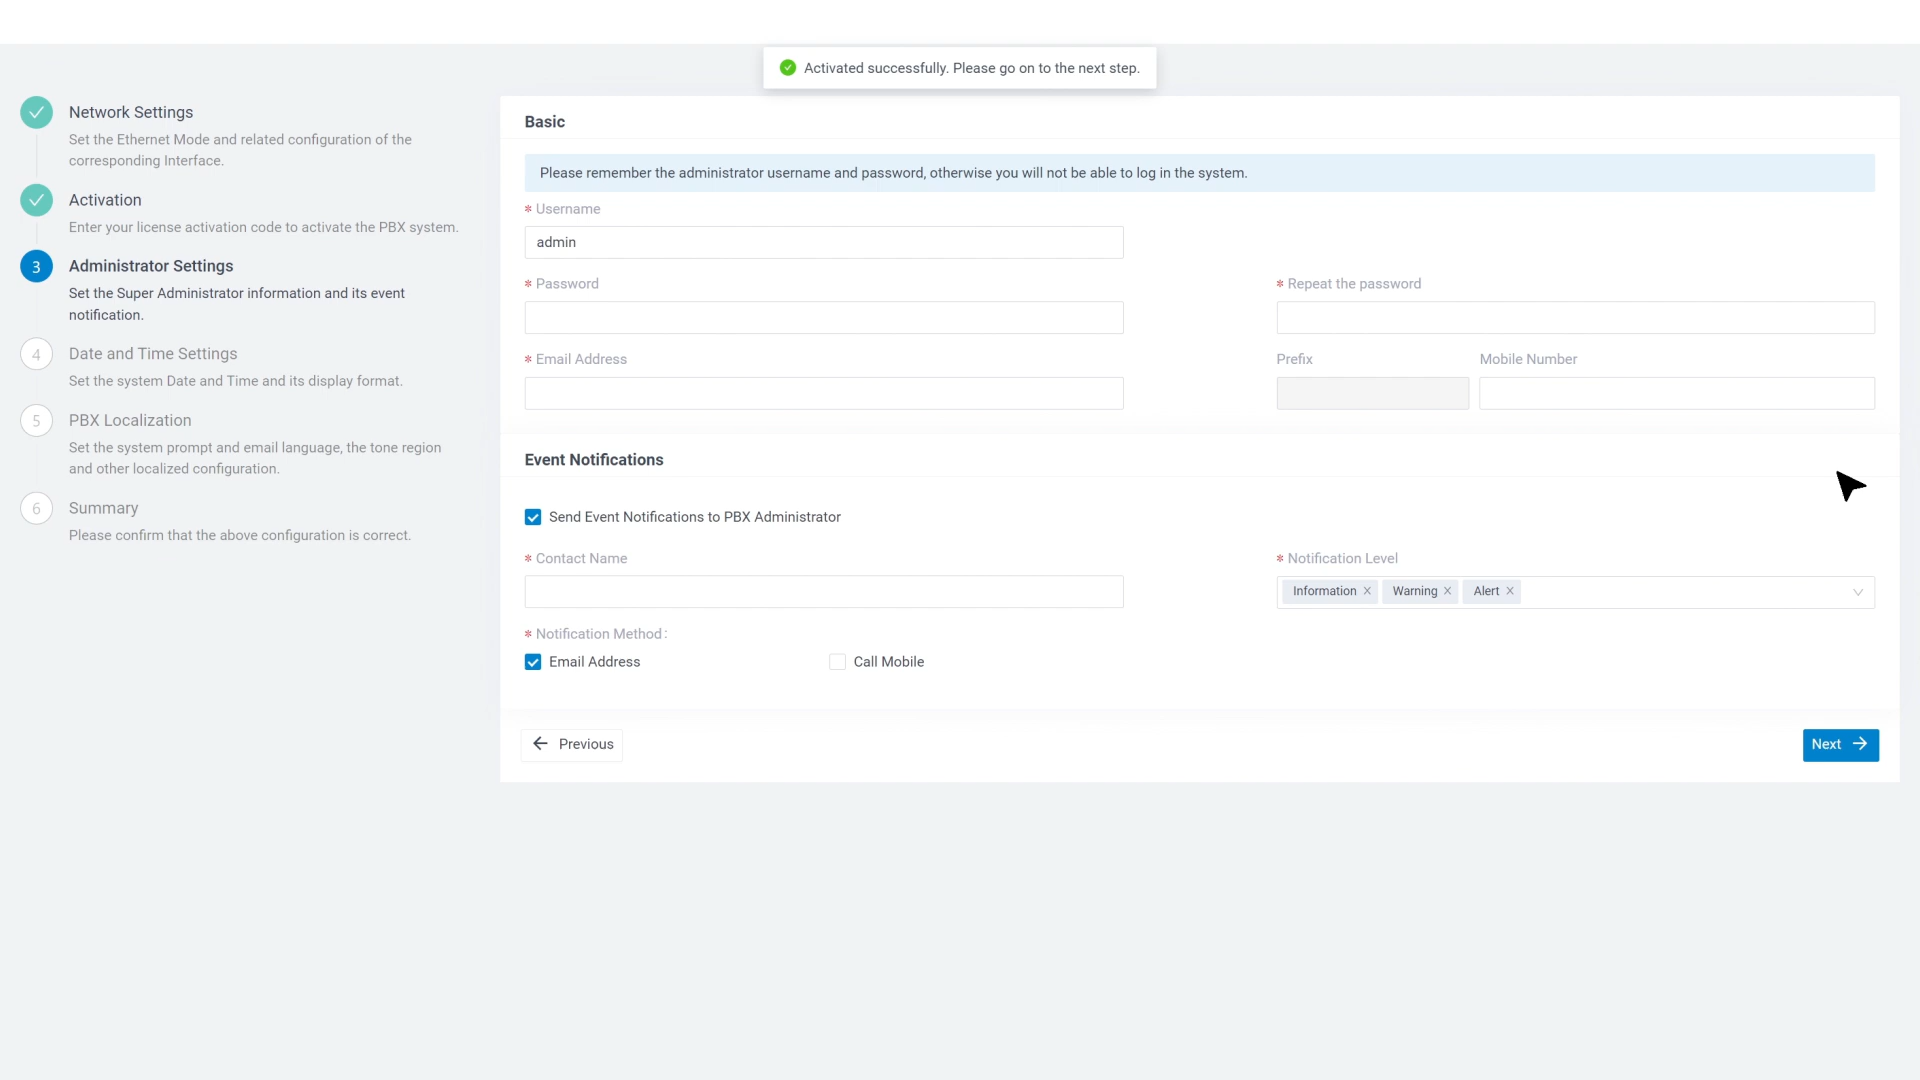 Activated successfully. Please go on to the next step.
Network Settings
Set the Ethernet Mode and related configuration of the
corresponding Interface.
Activation
Enter your license activation code to activate the PBX system.
3
Administrator Settings
Set the Super Administrator information and its event
notification.
4
Date and Time Settings
Set the system Date and Time and its display format.
5
PBX Localization
Set the system prompt and email language, the tone region
and other localized configuration.
6
Summary
Please confirm that the above configuration is correct.
Basic
Please remember the administrator username and password, otherwise you will not be able to log in the system.
* Username
admin
* Password
* Repeat the password
* Email Address
Prefix
Mobile Number
Event Notifications
Send Event Notifications to PBX Administrator
* Contact Name
* Notification Level
Information × Warning × Alert ×
* Notification Method:
Email Address
Call Mobile
Previous
Next